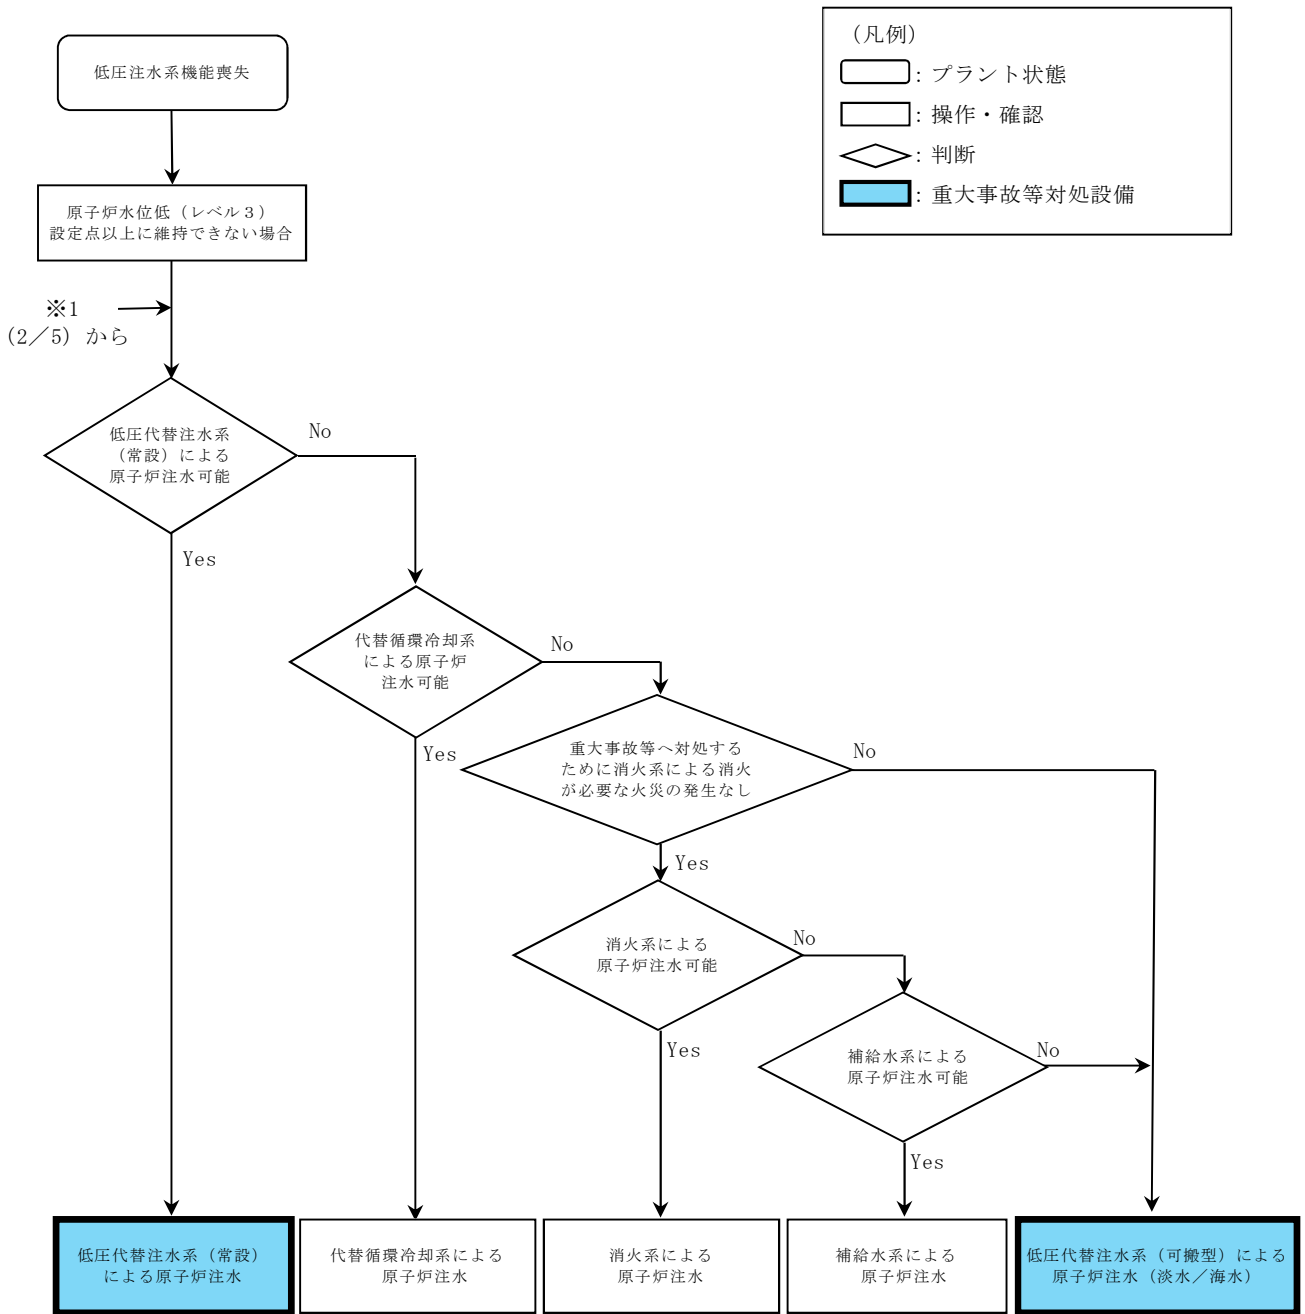 低圧注水系機能喪失
(凡例)
: プラント状態
: 操作・確認
: 判断
: 重大事故等対処設備
原子炉水位低（レベル３）
設定点以上に維持できない場合
※1
(2／5) から
低圧代替注水系
（常設）による
原子炉注水可能
No
Yes
代替循環冷却系
による原子炉
注水可能
No
Yes
重大事故等へ対処する
ために消火系による消火
が必要な火災の発生なし
No
Yes
消火系による
原子炉注水可能
No
Yes
補給水系による
原子炉注水可能
No
Yes
低圧代替注水系（常設）
による原子炉注水
代替循環冷却系による
原子炉注水
消火系による
原子炉注水
補給水系による
原子炉注水
低圧代替注水系（可搬型）による
原子炉注水（淡水／海水）